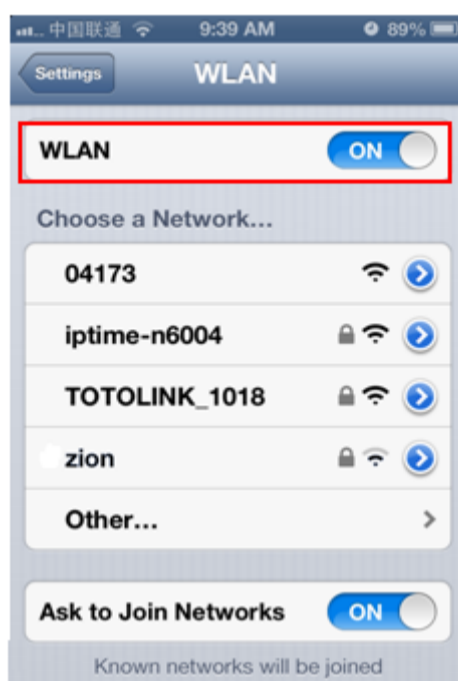 ...中国联通 9:39 AM 89%
Settings WLAN
WLAN ON
Choose a Network...
04173
iptime-n6004
TOTOLINK_1018
zion
Other...
Ask to Join Networks ON
Known networks will be joined